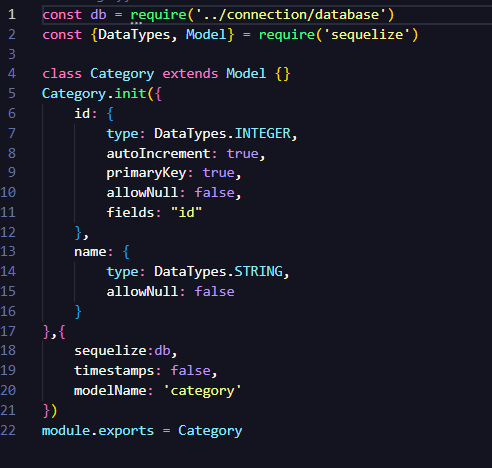 1 const db = require('../connection/database')
2 const {DataTypes, Model} = require('sequelize')
3
4 class Category extends Model {}
5 Category.init({
6     id: {
7         type: DataTypes.INTEGER,
8         autoIncrement: true,
9         primaryKey: true,
10         allowNull: false,
11         fields: "id"
12     },
13     name: {
14         type: DataTypes.STRING,
15         allowNull: false
16     }
17 },{
18     sequelize:db,
19     timestamps: false,
20     modelName: 'category'
21 })
22 module.exports = Category